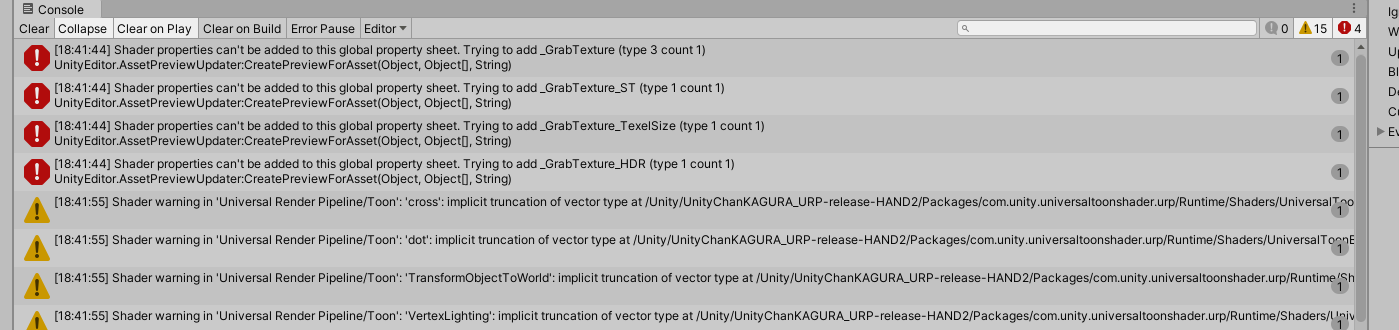 Console
Clear Collapse Clear on Play Clear on Build Error Pause Editor 0 15 4
[18:41:44] Shader properties can't be added to this global property sheet. Trying to add _GrabTexture (type 3 count 1)
UnityEditor.AssetPreviewUpdater:CreatePreviewForAsset(Object, Object[], String)
1
[18:41:44] Shader properties can't be added to this global property sheet. Trying to add _GrabTexture_ST (type 1 count 1)
UnityEditor.AssetPreviewUpdater:CreatePreviewForAsset(Object, Object[], String)
1
[18:41:44] Shader properties can't be added to this global property sheet. Trying to add _GrabTexture_TexelSize (type 1 count 1)
UnityEditor.AssetPreviewUpdater:CreatePreviewForAsset(Object, Object[], String)
1
[18:41:44] Shader properties can't be added to this global property sheet. Trying to add _GrabTexture_HDR (type 1 count 1)
UnityEditor.AssetPreviewUpdater:CreatePreviewForAsset(Object, Object[], String)
1
[18:41:55] Shader warning in 'Universal Render Pipeline/Toon': 'cross': implicit truncation of vector type at /Unity/UnityChanKAGURA_URP-release-HAND2/Packages/com.unity.universaltoonshader.urp/Runtime/Shaders/UniversalToo
1
[18:41:55] Shader warning in 'Universal Render Pipeline/Toon': 'dot': implicit truncation of vector type at /Unity/UnityChanKAGURA_URP-release-HAND2/Packages/com.unity.universaltoonshader.urp/Runtime/Shaders/UniversalToonB
1
[18:41:55] Shader warning in 'Universal Render Pipeline/Toon': 'TransformObjectToWorld': implicit truncation of vector type at /Unity/UnityChanKAGURA_URP-release-HAND2/Packages/com.unity.universaltoonshader.urp/Runtime/Sh
1
[18:41:55] Shader warning in 'Universal Render Pipeline/Toon': 'VertexLighting': implicit truncation of vector type at /Unity/UnityChanKAGURA_URP-release-HAND2/Packages/com.unity.universaltoonshader.urp/Runtime/Shaders/Univ
1